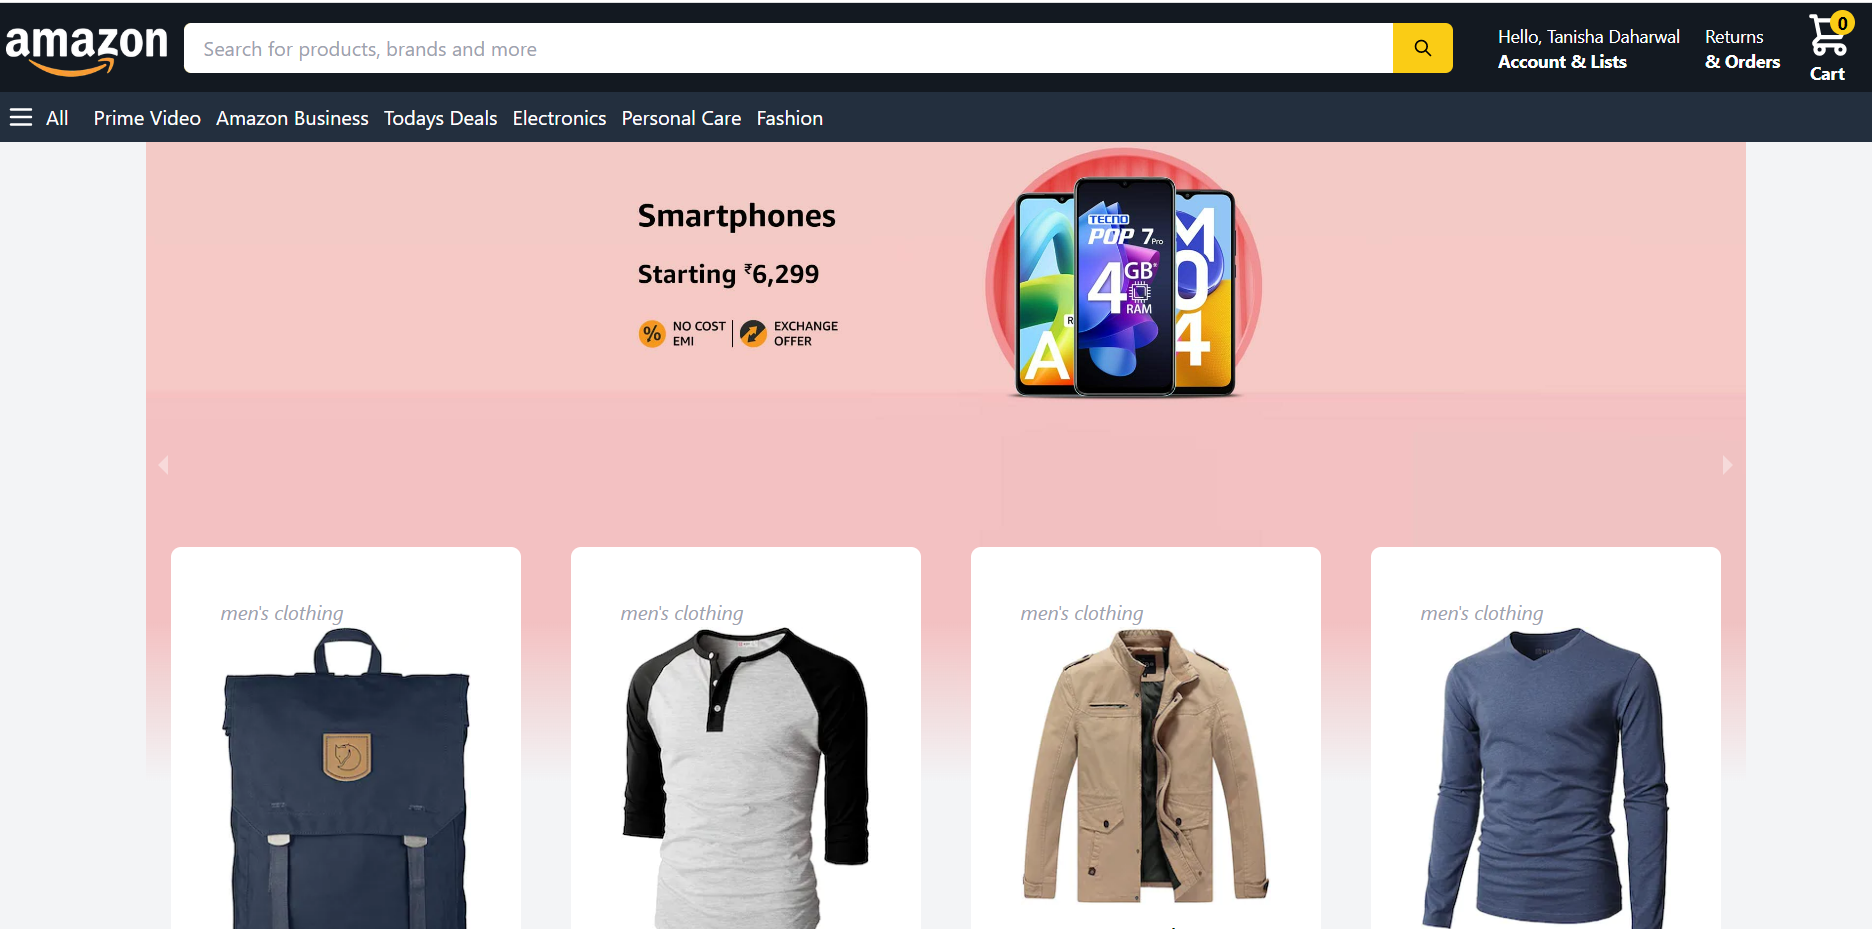 amazon
Search for products, brands and more
Hello, Tanisha Daharwal
Account & Lists
Returns
& Orders
0
Cart
All
Prime Video
Amazon Business
Todays Deals
Electronics
Personal Care
Fashion
Smartphones
Starting ₹6,299
%
NO COST
EMI
EXCHANGE
OFFER
R
A
TECNO
POP 7 Pro
4GB*
RAM
M
0
4
men's clothing
men's clothing
men's clothing
men's clothing